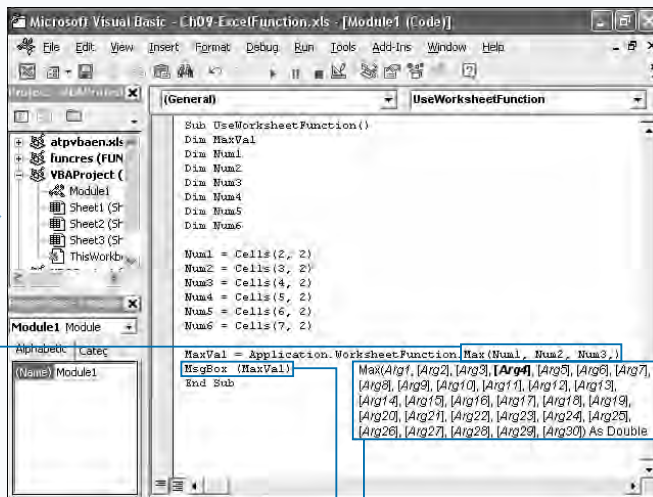 Microsoft Visual Basic - Ch09-ExcelFunction.xls - [Module1 (Code)]
File Edit View Insert Format Debug Run Tools Add-Ins Window Help
(General) UseWorksheetFunction
atpvbaen.xls
funcres (FUN
VBAProject (
Module1
Sheet1 (Sh
Sheet2 (Sh
Sheet3 (Sh
ThisWorkb
Module1 Module
Alphabetic Categ
(Name) Module1
Sub UseWorksheetFunction()
Dim MaxVal
Dim Num1
Dim Num2
Dim Num3
Dim Num4
Dim Num5
Dim Num6
Num1 = Cells(2, 2)
Num2 = Cells(3, 2)
Num3 = Cells(4, 2)
Num4 = Cells(5, 2)
Num5 = Cells(6, 2)
Num6 = Cells(7, 2)
MaxVal = Application.WorksheetFunction.Max(Num1, Num2, Num3,)
MsgBox (MaxVal)
End Sub
Max(Arg1, [Arg2], [Arg3], [Arg4], [Arg5], [Arg6], [Arg7],
[Arg8], [Arg9], [Arg10], [Arg11], [Arg12], [Arg13],
[Arg14], [Arg15], [Arg16], [Arg17], [Arg18], [Arg19],
[Arg20], [Arg21], [Arg22], [Arg23], [Arg24], [Arg25],
[Arg26], [Arg27], [Arg28], [Arg29], [Arg30]) As Double